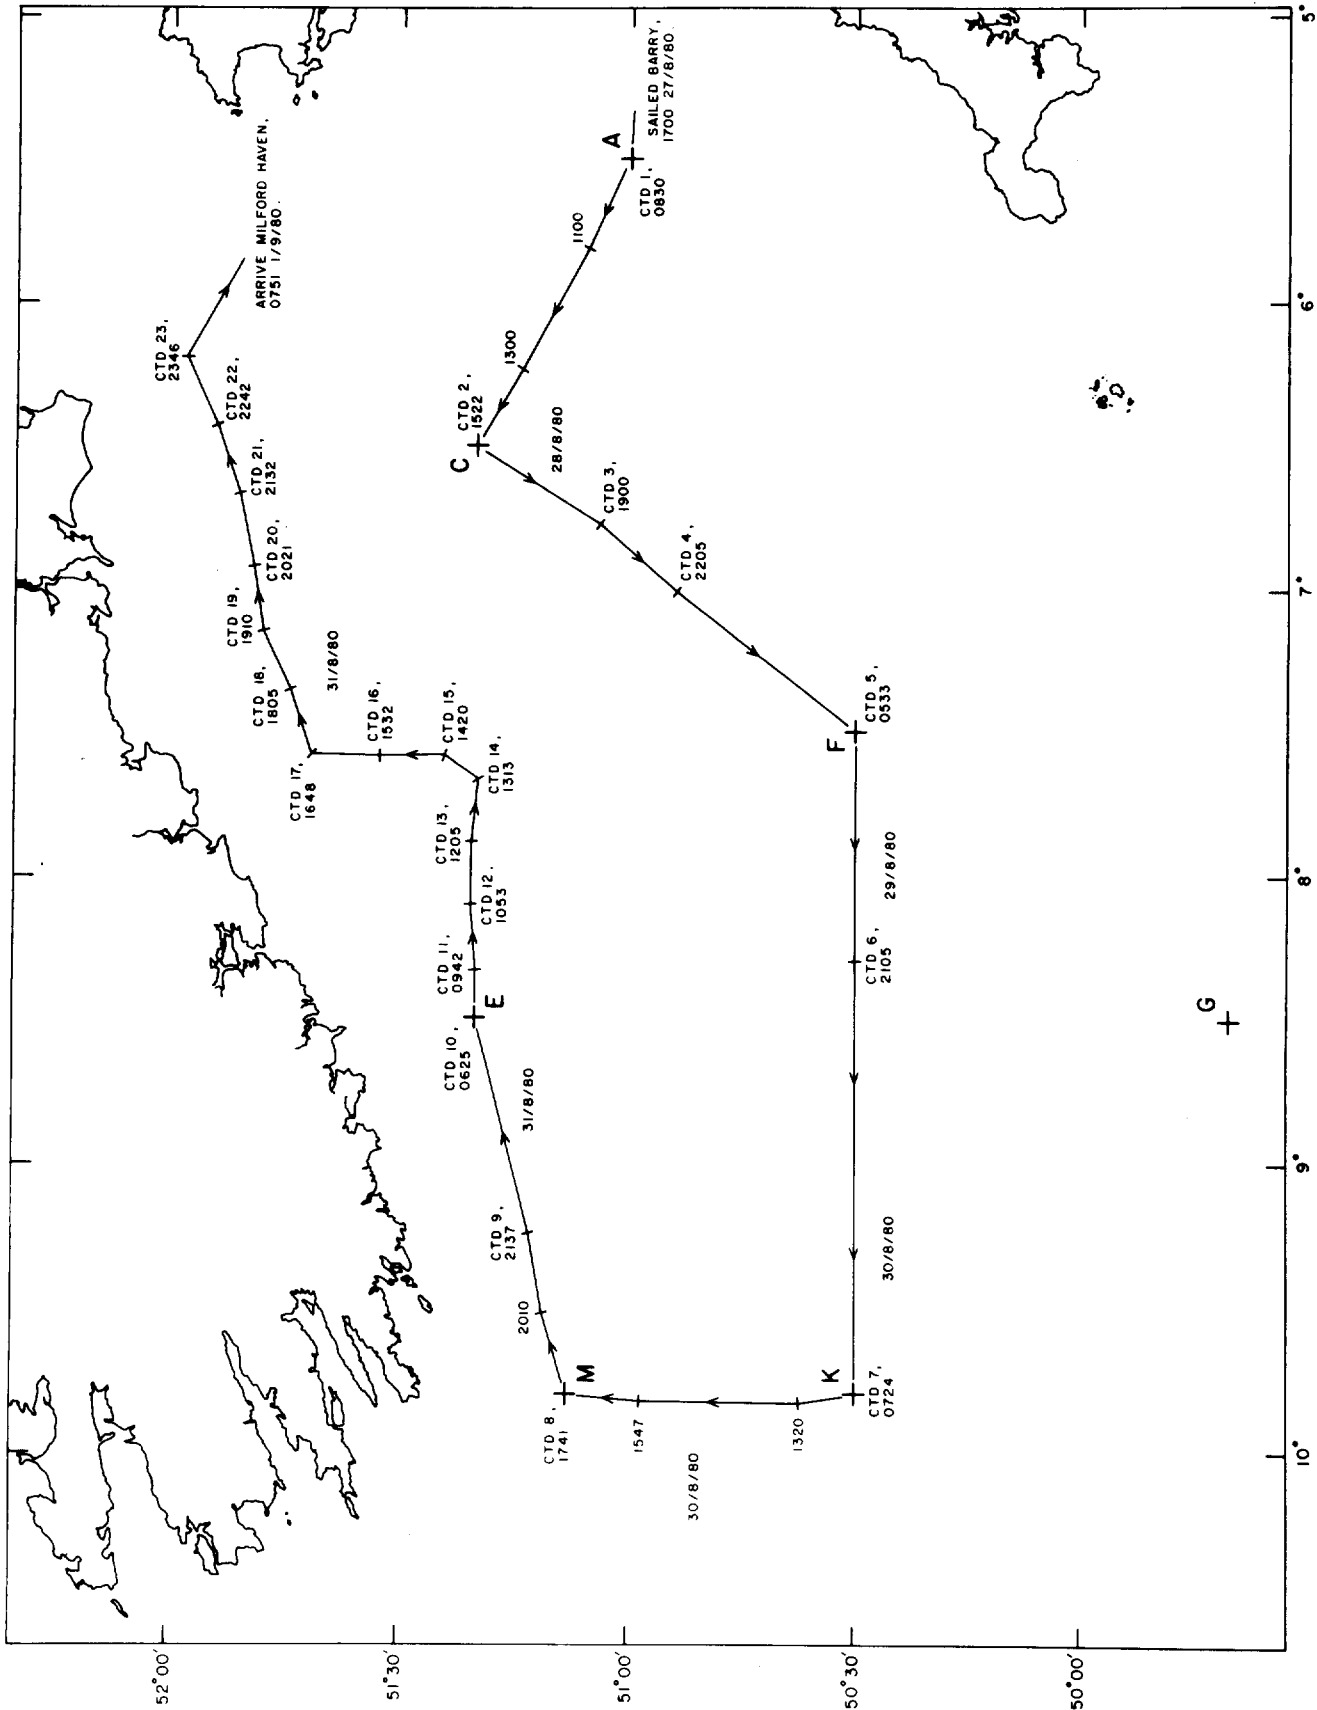 ARRIVE MILFORD HAVEN,
0751 1/9/80.
CTD 23,
2346
CTD 22,
2242
CTD 21,
2132
CTD 20,
2021
CTD 19,
1910
CTD 18,
1805
31/8/80
CTD 17,
1648
CTD 16,
1532
CTD 15,
1420
CTD 14,
1313
CTD 13,
1205
CTD 12.
1053
CTD 11,
0942
E
CTD 10,
0625
31/8/80
CTD 9,
2137
2010
M
CTD 8,
1741
1547
1320
30/8/80
K
CTD 7,
0724
30/8/80
CTD 6,
2105
29/8/80
F
CTD 5,
0533
CTD 4,
2205
CTD 3,
1900
28/8/80
C
CTD 2,
1522
1300
1100
A
CTD 1,
0830
SAILED BARRY,
1700 27/8/80.
G
52°00'
51°30'
51°00'
50°30'
50°00'
10°
9°
8°
7°
6°
5°